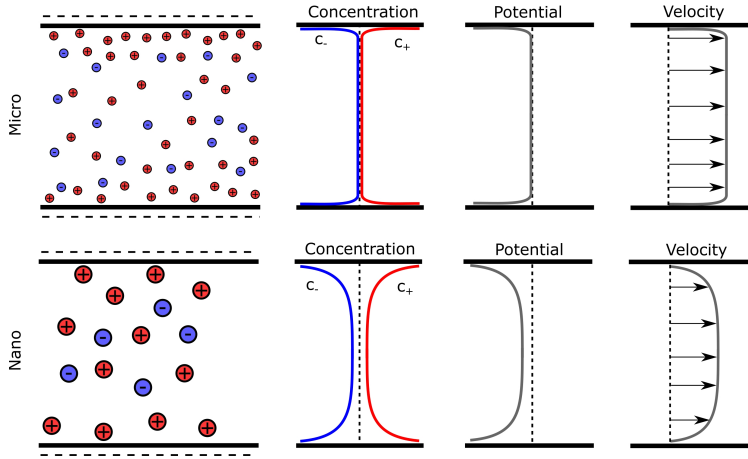 Concentration Potential Velocity
Micro
c- c+
Concentration Potential Velocity
Nano
c- c+